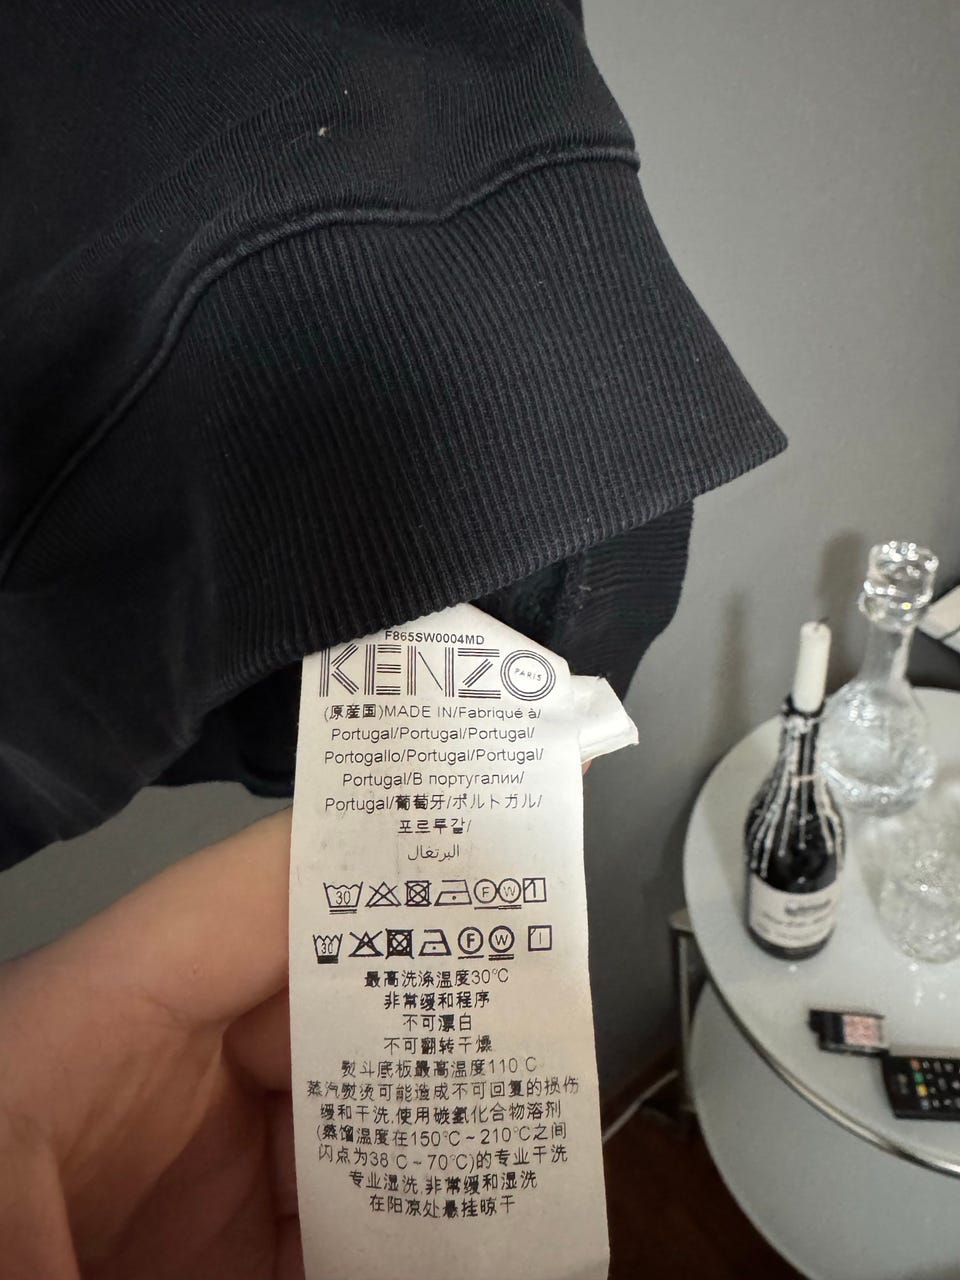 F865SW0004MD
KENZO
PARIS
(原産国)MADE IN/Fabriqué à/
Portugal/Portugal/Portugal/
Portogallo/Portugal/Portugal/
Portugal/В португалии/
Portugal/葡萄牙/ポルトガル/
포르투갈/
البرتغال
30 F W
30 F W
最高洗涤温度30°C
非常缓和程序
不可漂白
不可翻转干燥
熨斗底板最高温度110°C
蒸汽熨烫可能造成不可回复的损伤
缓和干洗,使用碳氢化合物溶剂
(蒸馏温度在150°C~210°C之间
闪点为38°C~70°C)的专业干洗
专业湿洗,非常缓和湿洗
在阳凉处悬挂晾干